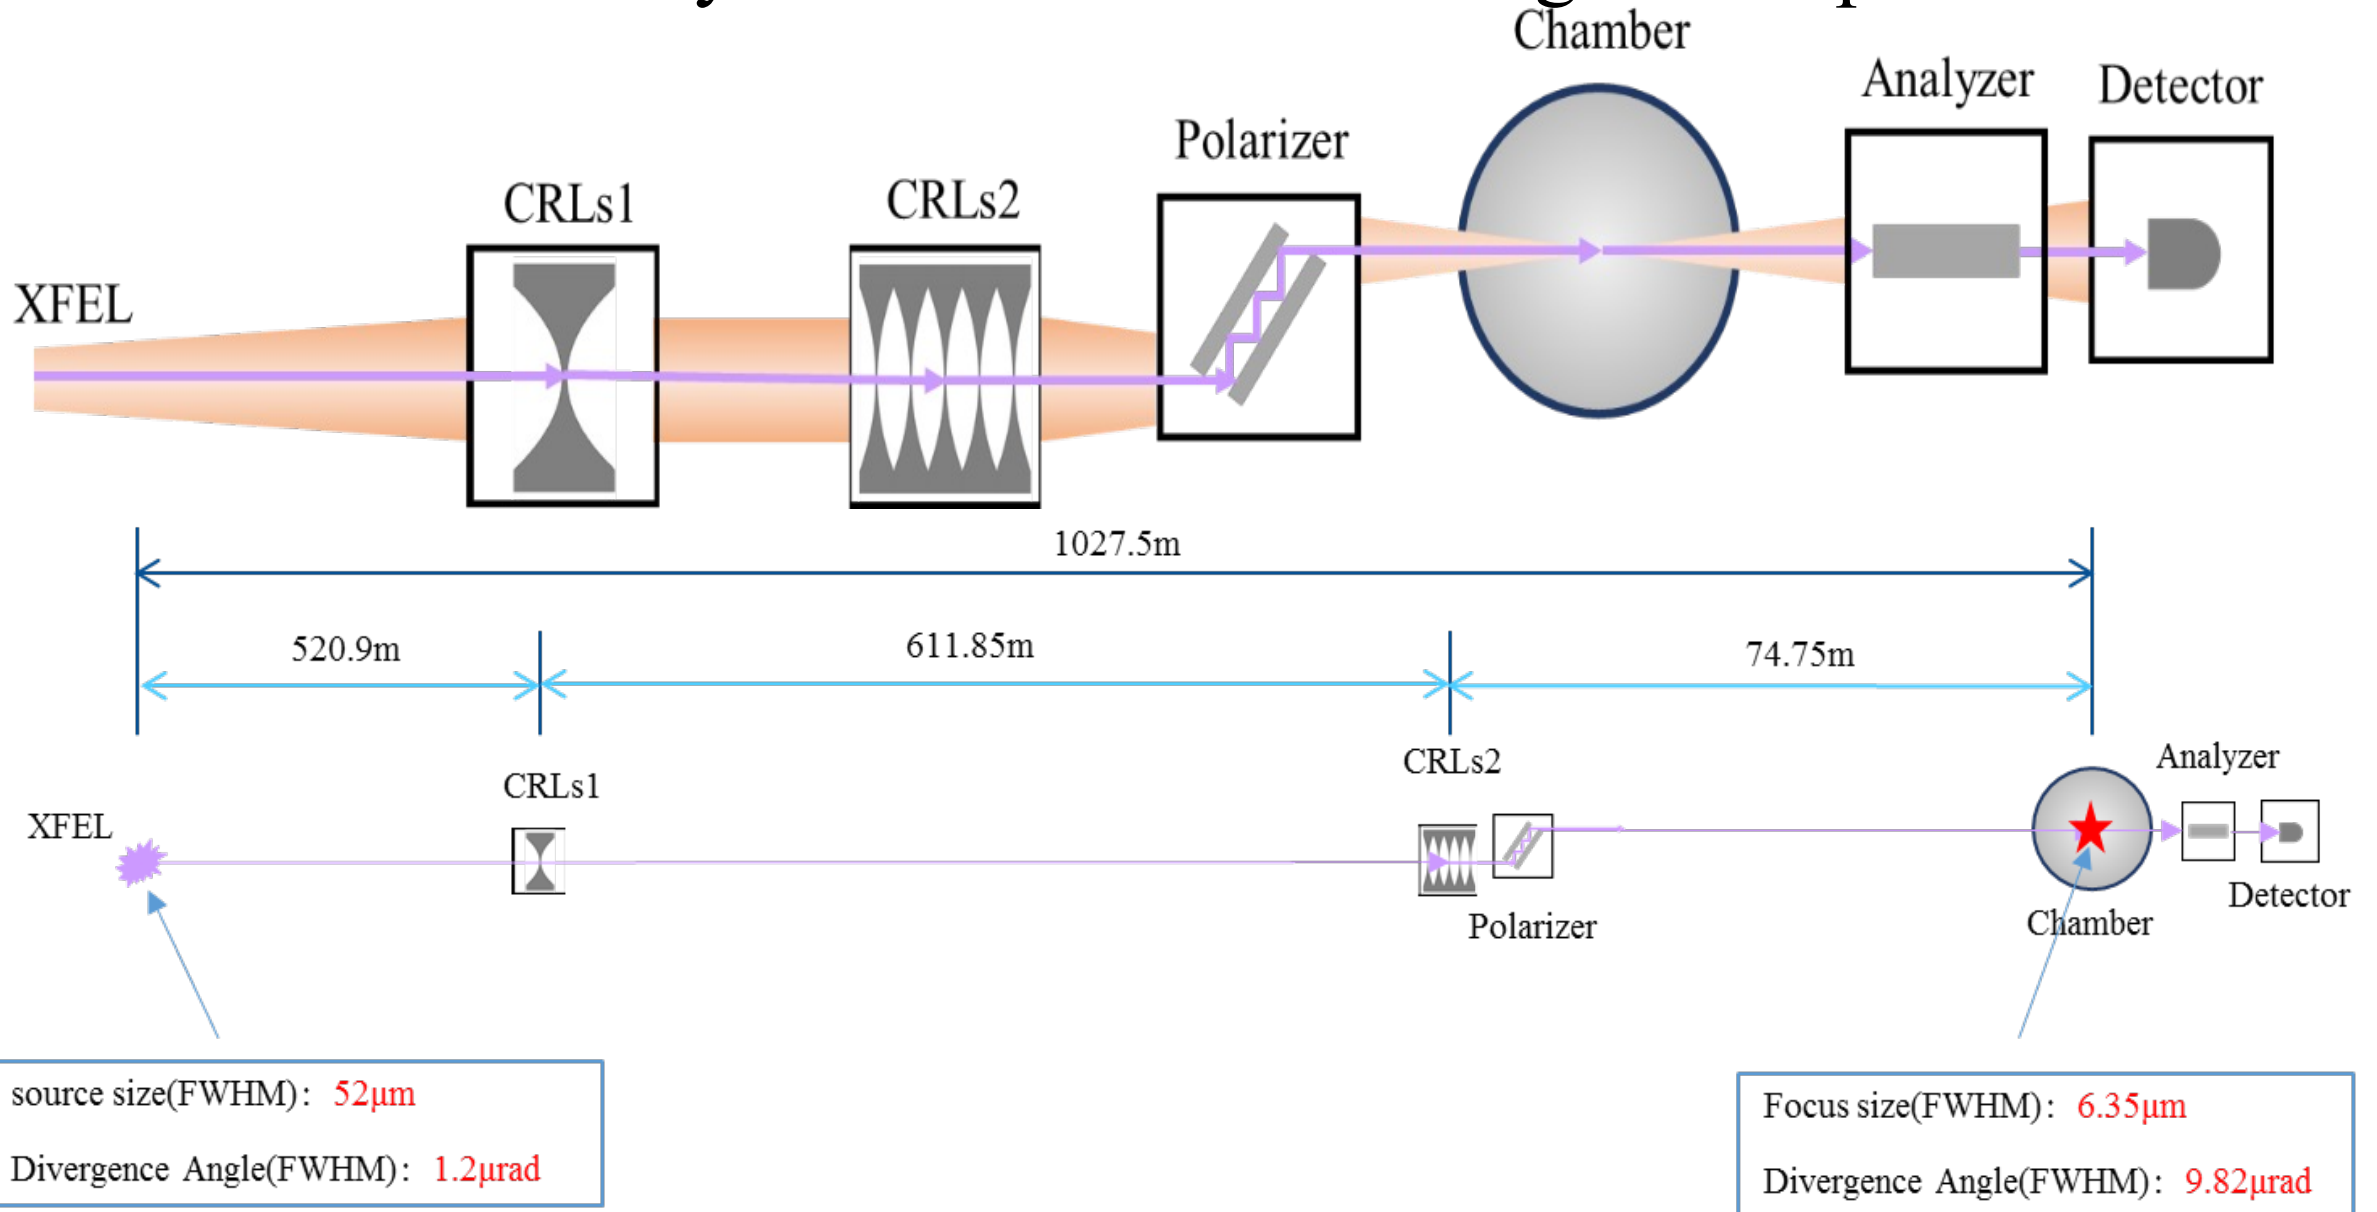 Chamber
Analyzer
Detector
Polarizer
CRLs1
CRLs2
XFEL
1027.5m
520.9m
611.85m
74.75m
CRLs2
Analyzer
CRLs1
XFEL
Detector
Polarizer
Chamber
source size(FWHM): 52μm
Divergence Angle(FWHM): 1.2μrad
Focus size(FWHM): 6.35μm
Divergence Angle(FWHM): 9.82μrad